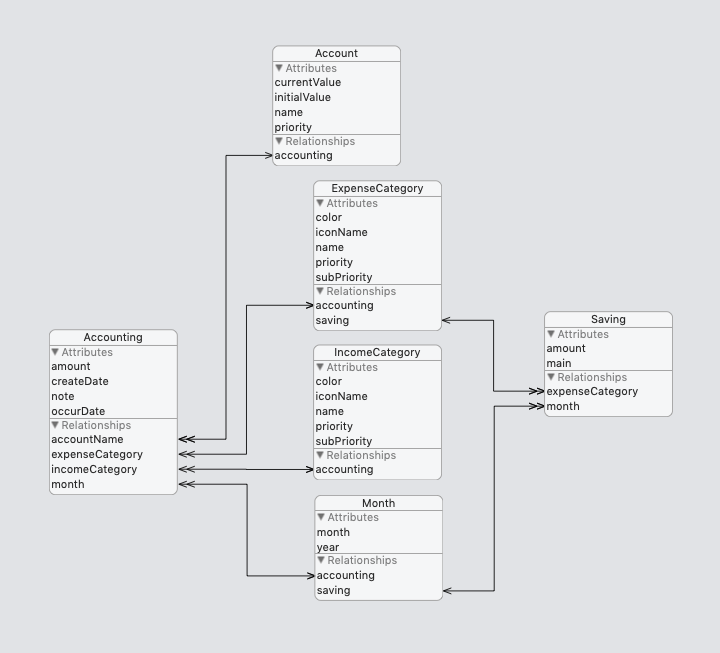 Account
Attributes
currentValue
initialValue
name
priority
Relationships
accounting
ExpenseCategory
Attributes
color
iconName
name
priority
subPriority
Relationships
accounting
saving
Saving
Attributes
amount
main
Relationships
expenseCategory
month
Accounting
Attributes
amount
createDate
note
occurDate
Relationships
accountName
expenseCategory
incomeCategory
month
IncomeCategory
Attributes
color
iconName
name
priority
subPriority
Relationships
accounting
Month
Attributes
month
year
Relationships
accounting
saving